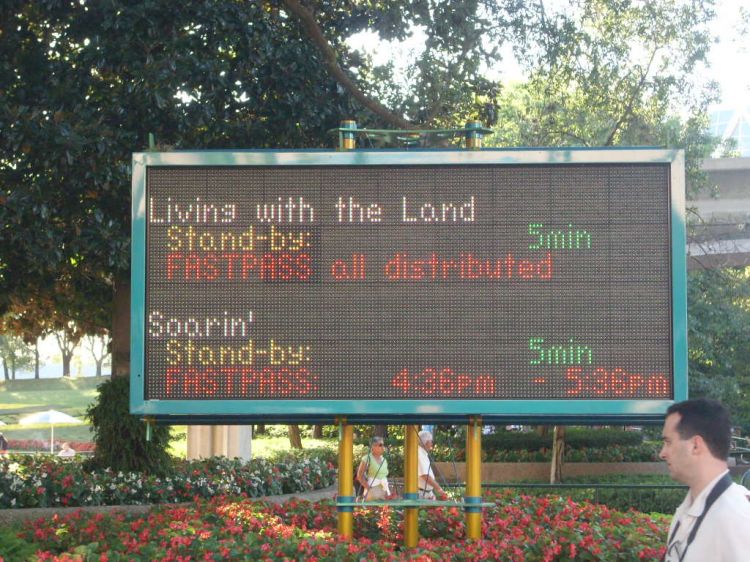 Living with the Land
Stand-by: 5min
FASTPASS all distributed
Soarin'
Stand-by: 5min
FASTPASS: 4:36pm - 5:36pm